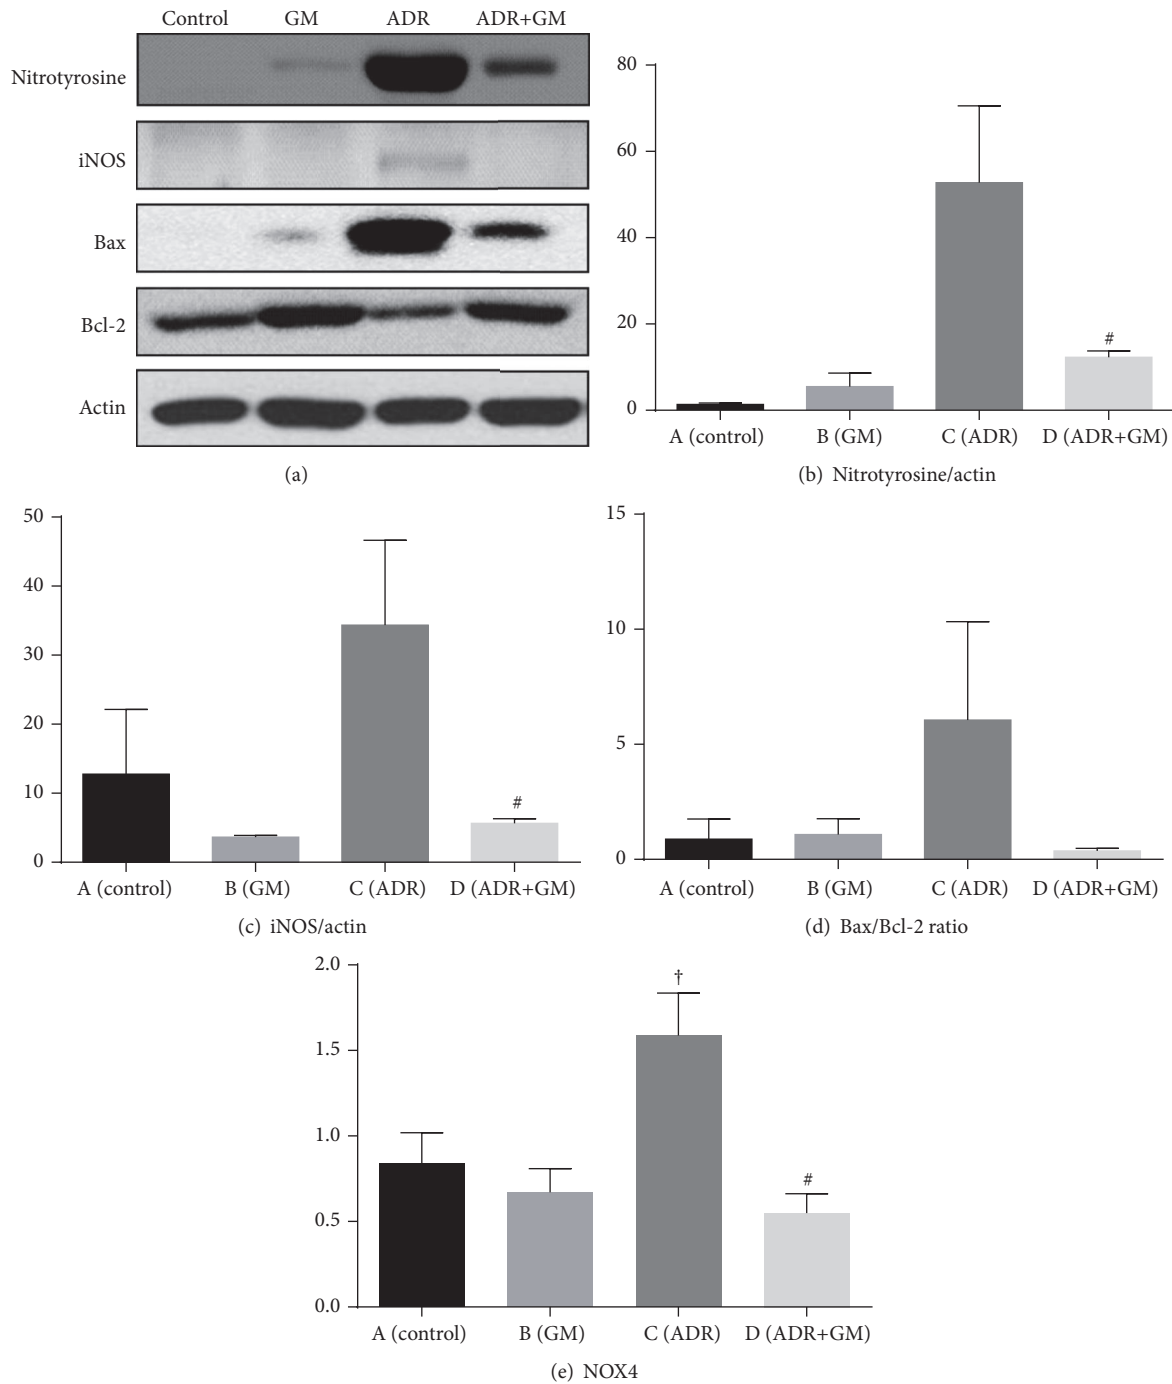 Control GM ADR ADR+GM
Nitrotyrosine
iNOS
Bax
Bcl-2
Actin
(a)
80
60
40
20
0
#
A (control) B (GM) C (ADR) D (ADR+GM)
(b) Nitrotyrosine/actin
50
40
30
20
10
0
#
A (control) B (GM) C (ADR) D (ADR+GM)
(c) iNOS/actin
15
10
5
0
A (control) B (GM) C (ADR) D (ADR+GM)
(d) Bax/Bcl-2 ratio
2.0
1.5
1.0
0.5
0.0
†
#
A (control) B (GM) C (ADR) D (ADR+GM)
(e) NOX4